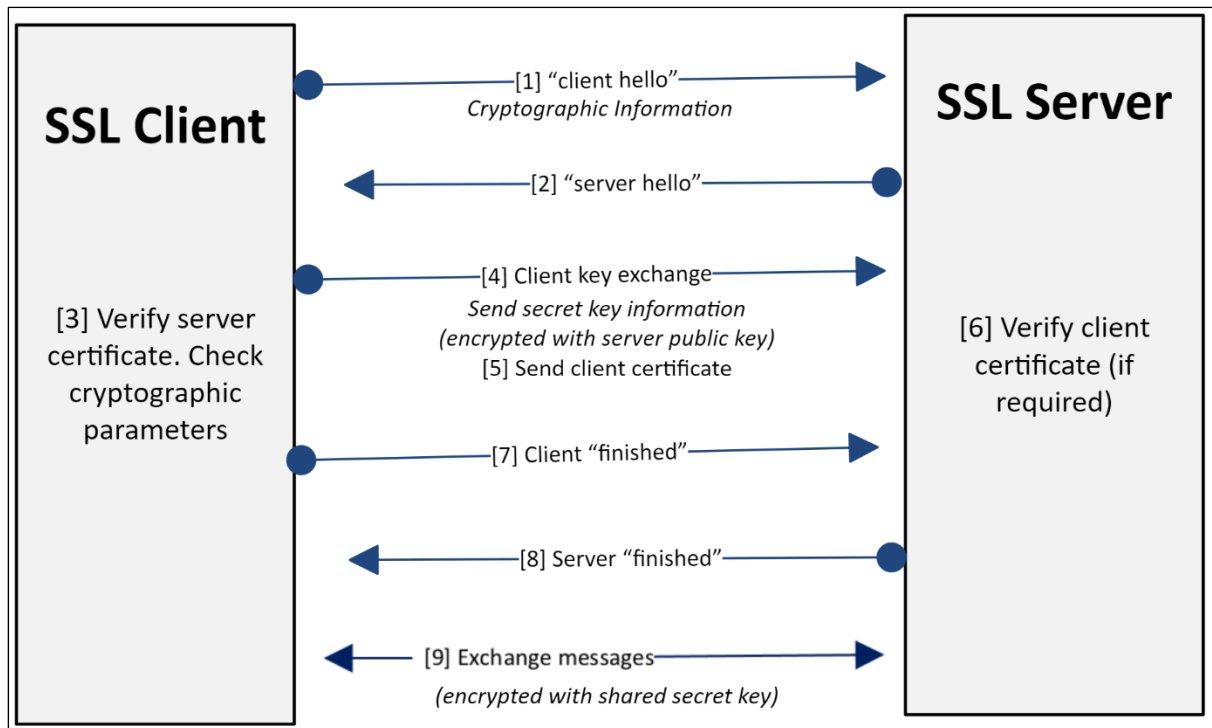 SSL Client
SSL Server
[1] “client hello”
Cryptographic Information
[2] “server hello”
[3] Verify server
certificate. Check
cryptographic
parameters
[4] Client key exchange
Send secret key information
(encrypted with server public key)
[5] Send client certificate
[6] Verify client
certificate (if
required)
[7] Client “finished”
[8] Server “finished”
[9] Exchange messages
(encrypted with shared secret key)